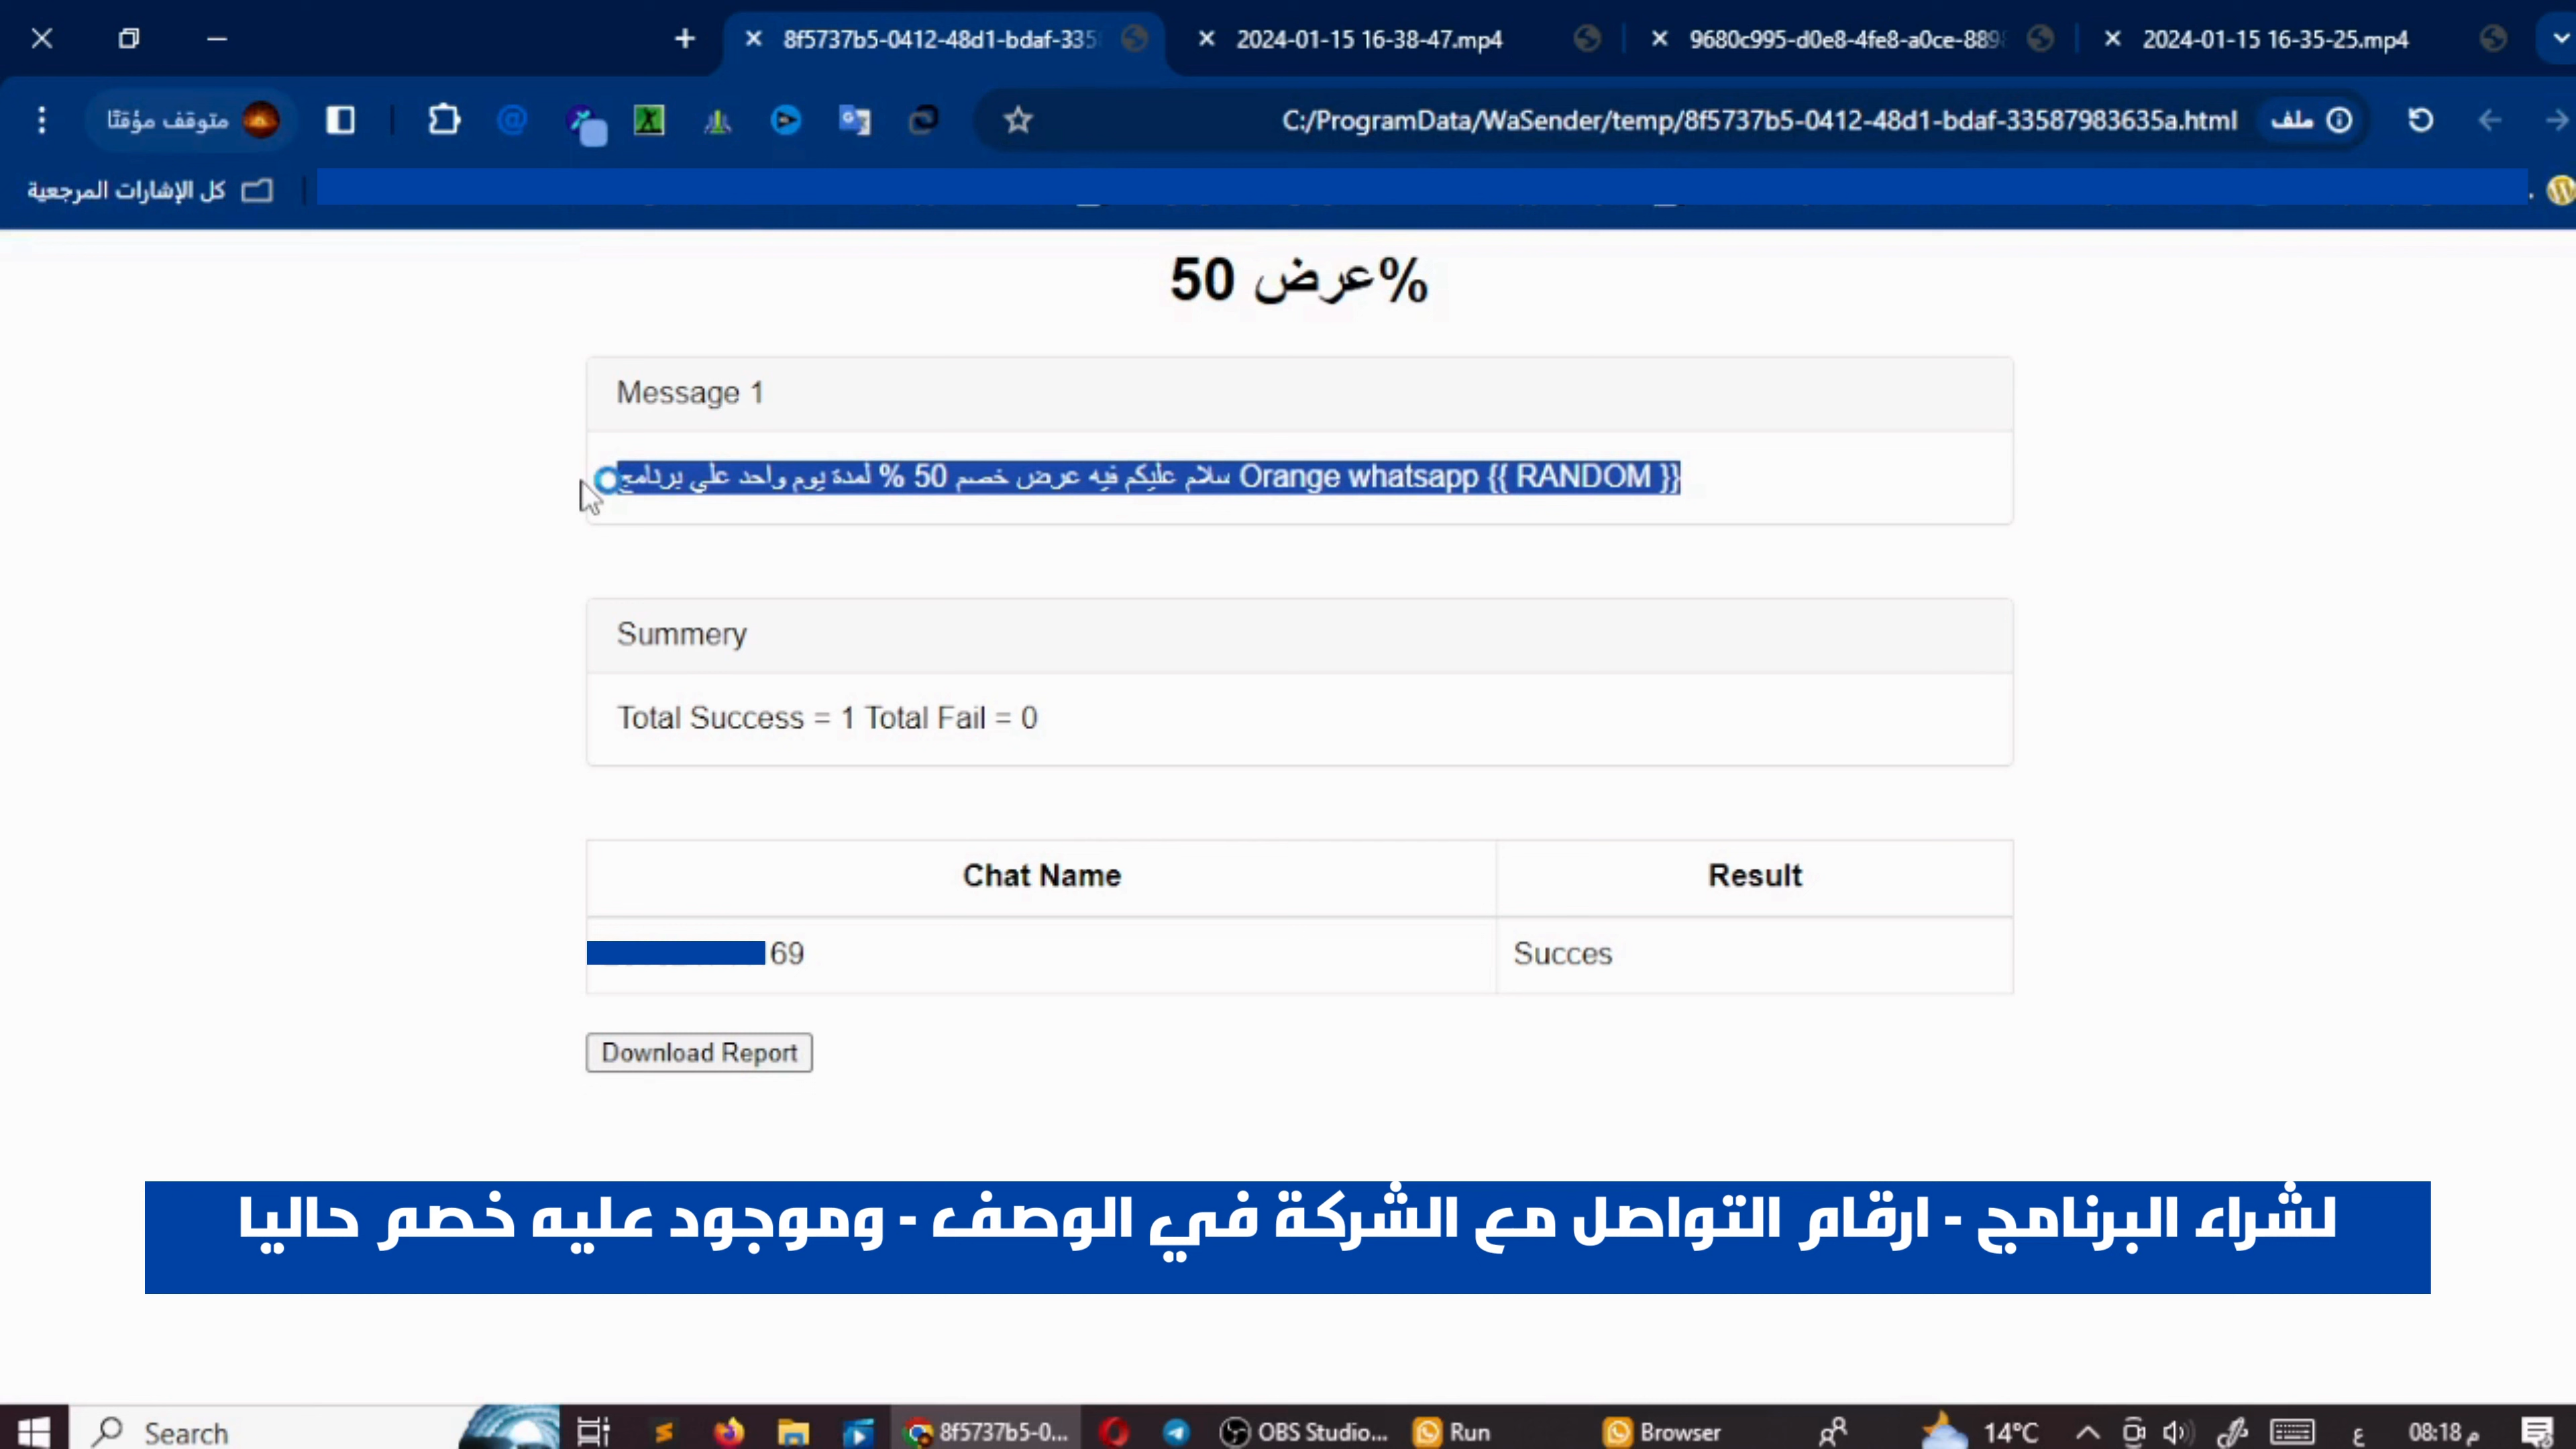 8f5737b5-0412-48d1-bdaf-335
2024-01-15 16-38-47.mp4
9680c995-d0e8-4fe8-a0ce-889
2024-01-15 16-35-25.mp4
متوقف مؤقتًا
C:/ProgramData/WaSender/temp/8f5737b5-0412-48d1-bdaf-33587983635a.html
ملف
كل الإشارات المرجعية
%عرض 50
Message 1
سلام عليكم فيه عرض خصم 50 % لمدة يوم واحد علي برنامج Orange whatsapp {{ RANDOM }}
Summery
Total Success = 1 Total Fail = 0
Chat Name
Result
69
Succes
Download Report
لشراء البرنامج - ارقام التواصل مع الشركة في الوصف - وموجود عليه خصم حاليا
Search
8f5737b5-0...
OBS Studio...
Run
Browser
14°C
ع
08:18 م